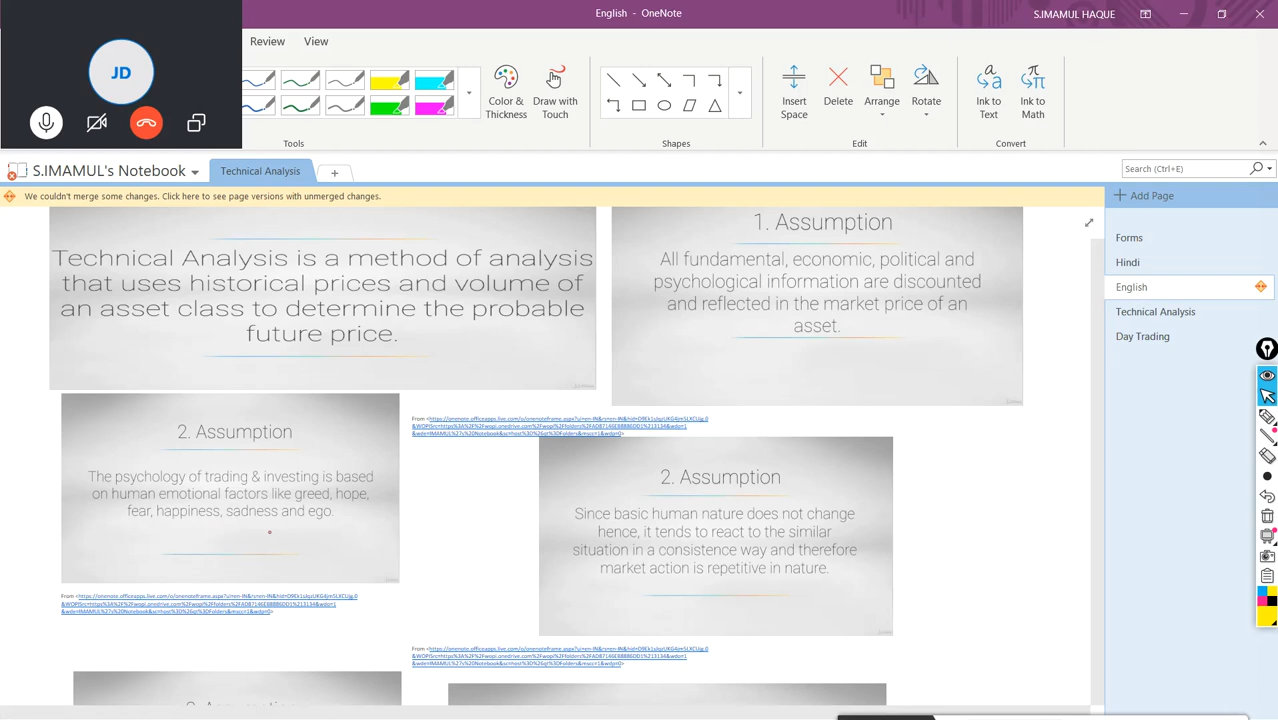 English - OneNote
S.IMAMUL HAQUE
JD
Review
View
Color &
Thickness
Draw with
Touch
Insert
Space
Delete
Arrange
Rotate
Ink to
Text
Ink to
Math
Tools
Shapes
Edit
Convert
S.IMAMUL's Notebook
Technical Analysis
Search (Ctrl+E)
We couldn't merge some changes. Click here to see page versions with unmerged changes.
Add Page
Forms
Hindi
English
Technical Analysis
Day Trading
Technical Analysis is a method of analysis
that uses historical prices and volume of
an asset class to determine the probable
future price.
1. Assumption
All fundamental, economic, political and
psychological information are discounted
and reflected in the market price of an
asset.
2. Assumption
The psychology of trading & investing is based
on human emotional factors like greed, hope,
fear, happiness, sadness and ego.
2. Assumption
Since basic human nature does not change
hence, it tends to react to the similar
situation in a consistence way and therefore
market action is repetitive in nature.